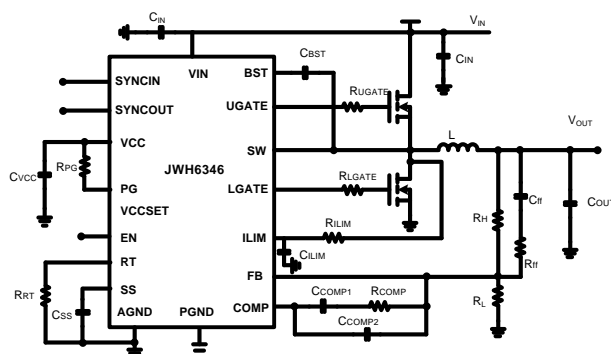 CIN
VIN
CIN
VIN
BST
CBST
SYNCIN
SYNCOUT
UGATE
RUGATE
VCC
SW
L
VOUT
JWH6346
CVCC
RPG
PG
LGATE
RLGATE
VCCSET
RH
Cff
COUT
EN
ILIM
RILIM
CILIM
RT
FB
Rff
RRT
SS
COMP
CCOMP1
RCOMP
RL
CSS
AGND
PGND
CCOMP2